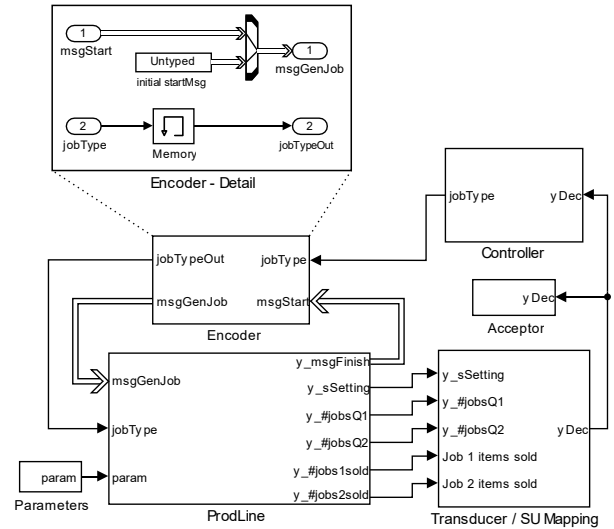 1
msgStart
Untyped
initial startMsg
1
msgGenJob
2
jobType
Memory
2
jobTypeOut
Encoder - Detail
jobType
yDec
Controller
jobTypeOut
jobType
msgGenJob
msgStart
Encoder
yDec
Acceptor
msgGenJob
y_msgFinish
y_sSetting
y_#jobsQ1
jobType
y_#jobsQ2
y_#jobs1sold
param
y_#jobs2sold
ProdLine
param
Parameters
y_sSetting
y_#jobsQ1
y_#jobsQ2
yDec
Job 1 items sold
Job 2 items sold
Transducer / SU Mapping